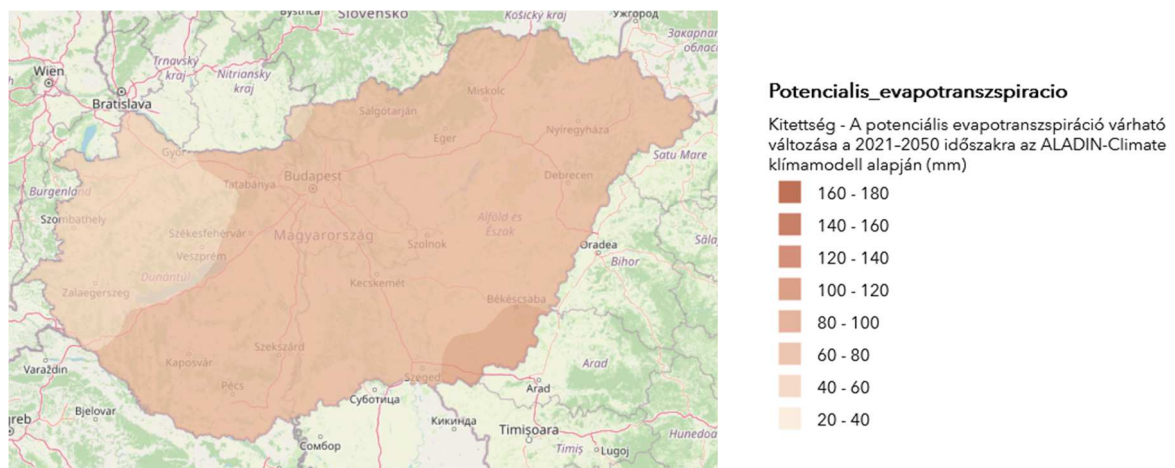 Bystrica
Slovensko
Košický kraj
Ужгород
Закарпат
област
Wien
Trnavský
kraj
Nitriansky
kraj
Bratislava
Miskolc
Salgótarján
Eger
Nyíregyháza
Győr
Satu Mare
Tatabánya
Budapest
Debrecen
Burgenland
Szombathely
Székesfehérvár
Magyarország
Alföld és
Észak
Szolnok
Oradea
Veszprém
Bihor
Dunántúl
Kecskemét
Zalaegerszeg
Békéscsaba
Kaposvár
Szekszárd
Arad
Varaždin
Pécs
Szeged
Суботица
Arad
Bjelovar
Кикинда
Сомбор
Timișoara
Timiș
Lugoj
Hunedoa
Potencialis_evapotranszspiracio
Kitettség - A potenciális evapotranszspiráció várható
változása a 2021-2050 időszakra az ALADIN-Climate
klímamodell alapján (mm)
160 - 180
140 - 160
120 - 140
100 - 120
80 - 100
60 - 80
40 - 60
20 - 40